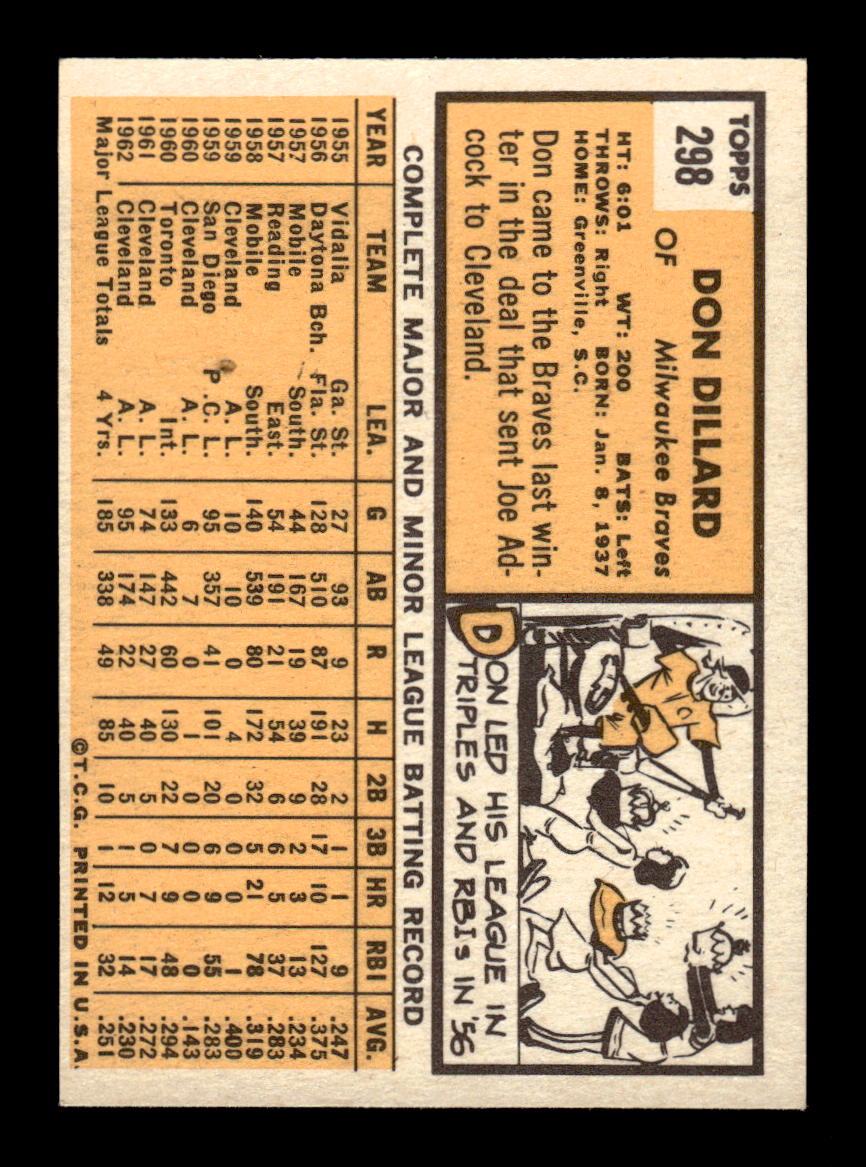 TOPPS
298
DON DILLARD
OF Milwaukee Braves
HT: 6:01 WT: 200 BATS: Left
THROWS: Right BORN: Jan. 8, 1937
HOME: Greenville, S.C.
Don came to the Braves last win-
ter in the deal that sent Joe Ad-
cock to Cleveland.
DON LED HIS LEAGUE IN
TRIPLES AND RBIs IN '56
COMPLETE MAJOR AND MINOR LEAGUE BATTING RECORD
YEAR TEAM LEA. G AB R H 2B 3B HR RBI AVG.
1955 Vidalia Ga. St. 27 93 9 23 2 1 1 9 .247
1956 Daytona Bch. Fla. St. 128 510 87 191 28 17 10 127 .375
1957 Mobile South. 44 167 19 39 9 2 3 13 .234
1957 Reading East. 54 191 21 54 6 6 5 37 .283
1958 Mobile South. 140 539 80 172 32 5 21 78 .319
1959 Cleveland A. L. 10 10 0 4 0 0 0 1 .400
1959 San Diego P. C. L. 95 357 41 101 20 6 9 55 .283
1960 Cleveland A. L. 6 7 0 1 0 0 0 0 .143
1960 Toronto Int. 133 442 60 130 22 7 9 48 .294
1961 Cleveland A. L. 74 147 27 40 5 0 7 17 .272
1962 Cleveland A. L. 95 174 22 40 5 1 5 14 .230
Major League Totals 4 Yrs. 185 338 49 85 10 1 12 32 .251
©T.C.G. PRINTED IN U.S.A.